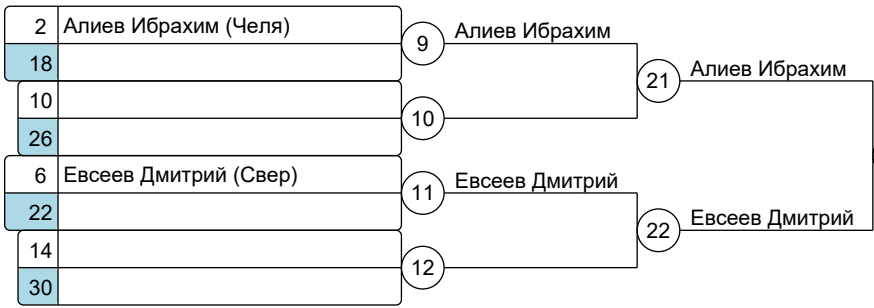 2 Алиев Ибрахим (Челя)
18
9 Алиев Ибрахим
10
26
10
21 Алиев Ибрахим
6 Евсеев Дмитрий (Свер)
22
11 Евсеев Дмитрий
14
30
12
22 Евсеев Дмитрий